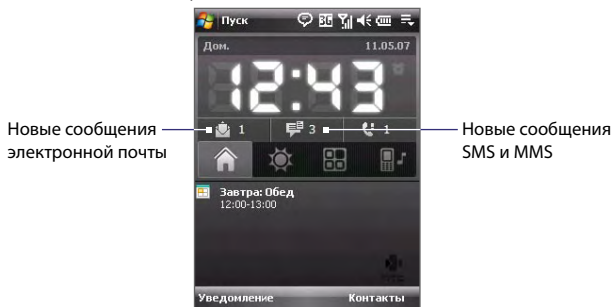 Пуск
Дом. 11.05.07
12:43
1 3 1
Новые сообщения
электронной почты
Новые сообщения
SMS и MMS
Завтра: Обед
12:00-13:00
Уведомление Контакты